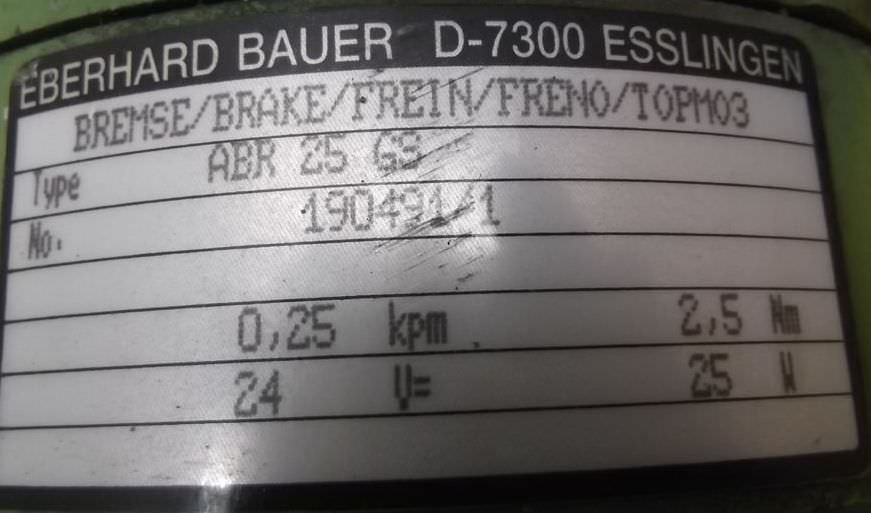 EBERHARD BAUER D-7300 ESSLINGEN
BREMSE/BRAKE/FREIN/FRENO/TOPMO3
Type ABR 25 GS
No. 190491/1
0,25 kpm 2,5 Nm
24 V= 25 W